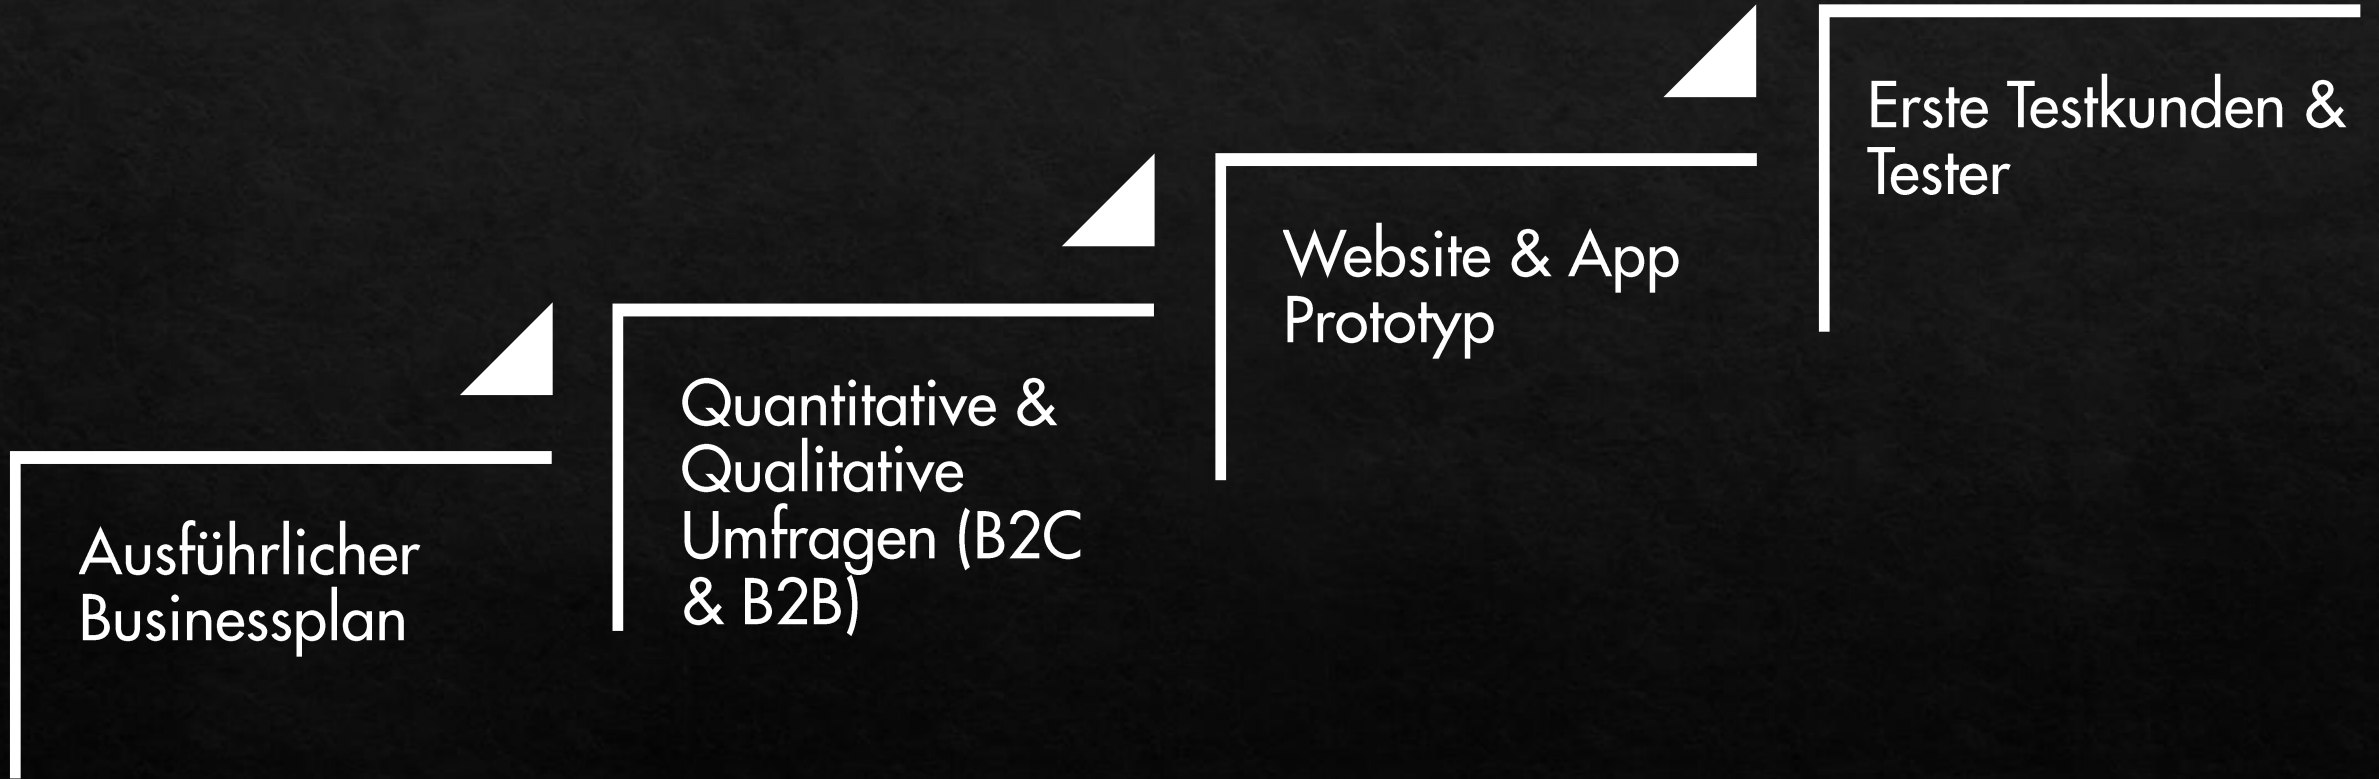 Ausführlicher
Businessplan
Quantitative &
Qualitative
Umfragen (B2C
& B2B)
Website & App
Prototyp
Erste Testkunden &
Tester